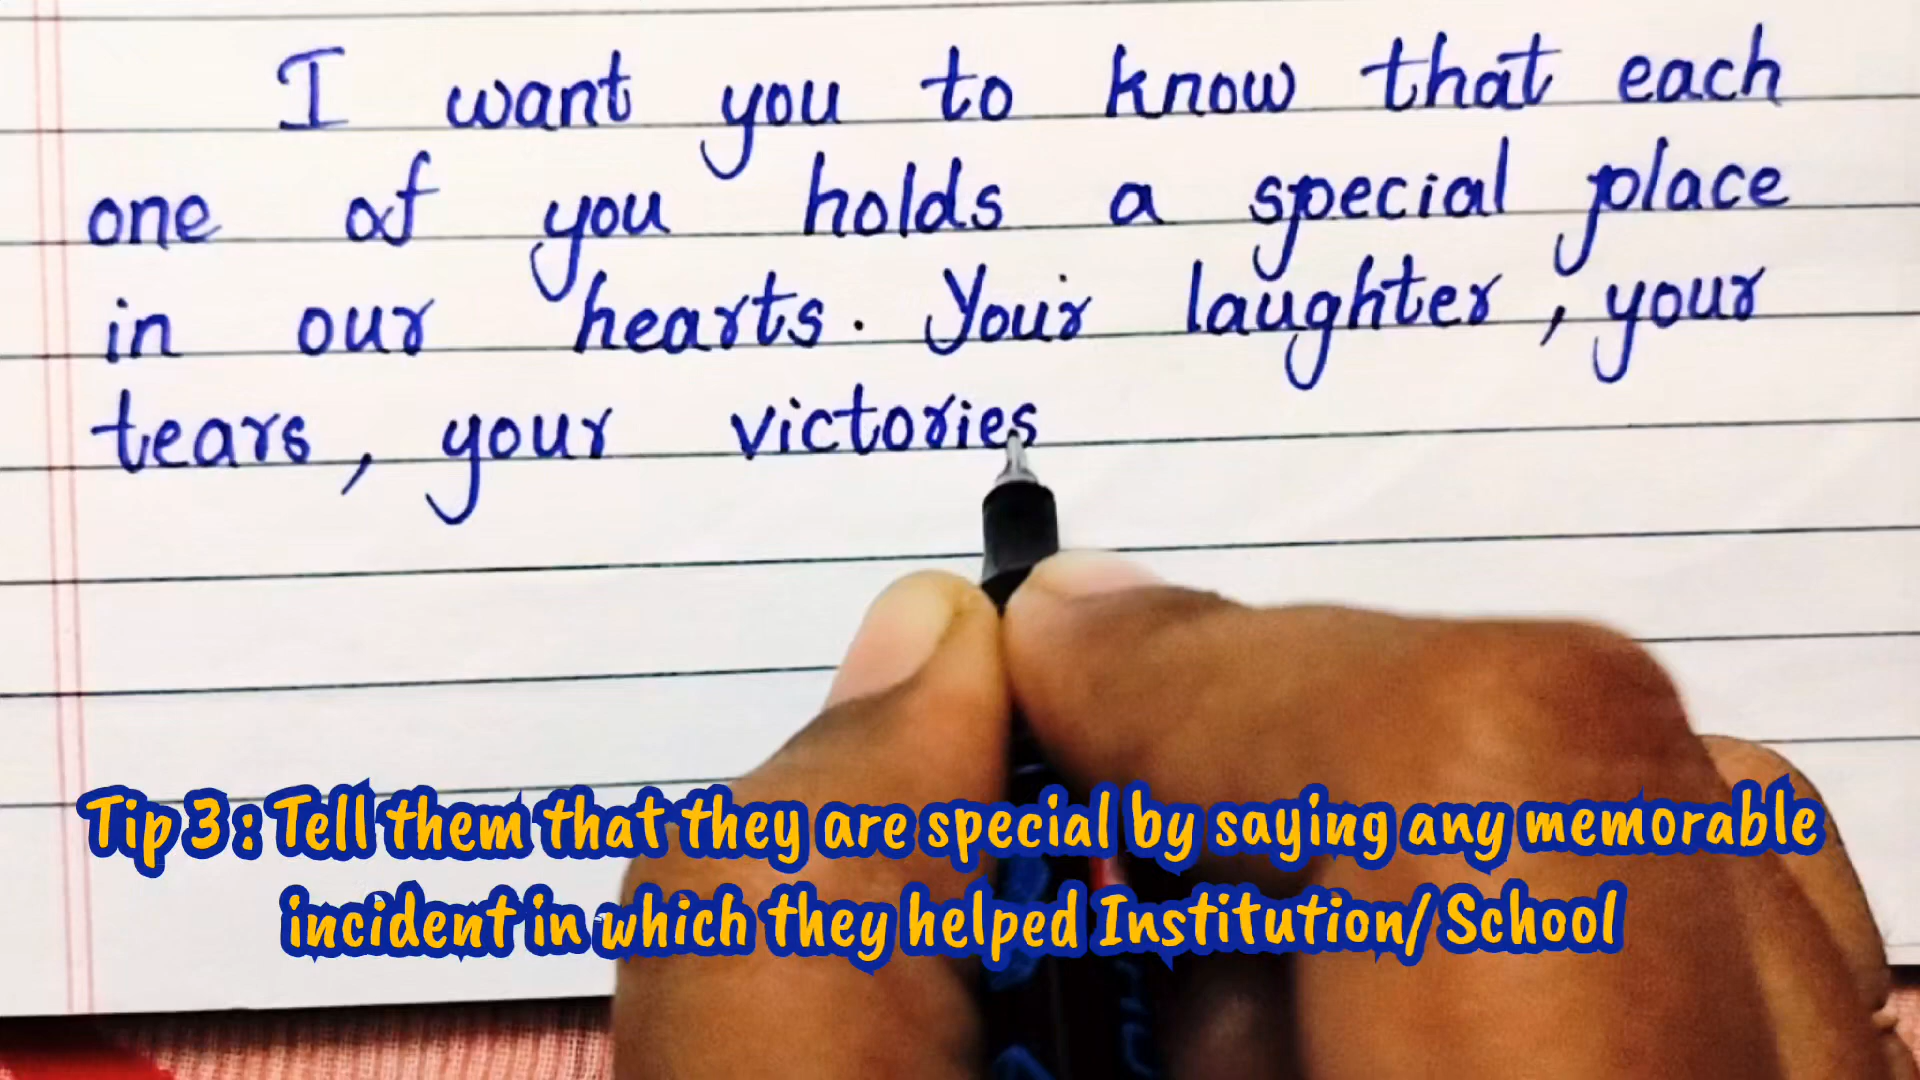 I want you to know that each
one of you holds a special place
in our hearts. Your laughter, your
tears, your victories
Tip 3: Tell them that they are special by saying any memorable
incident in which they helped Institution/School